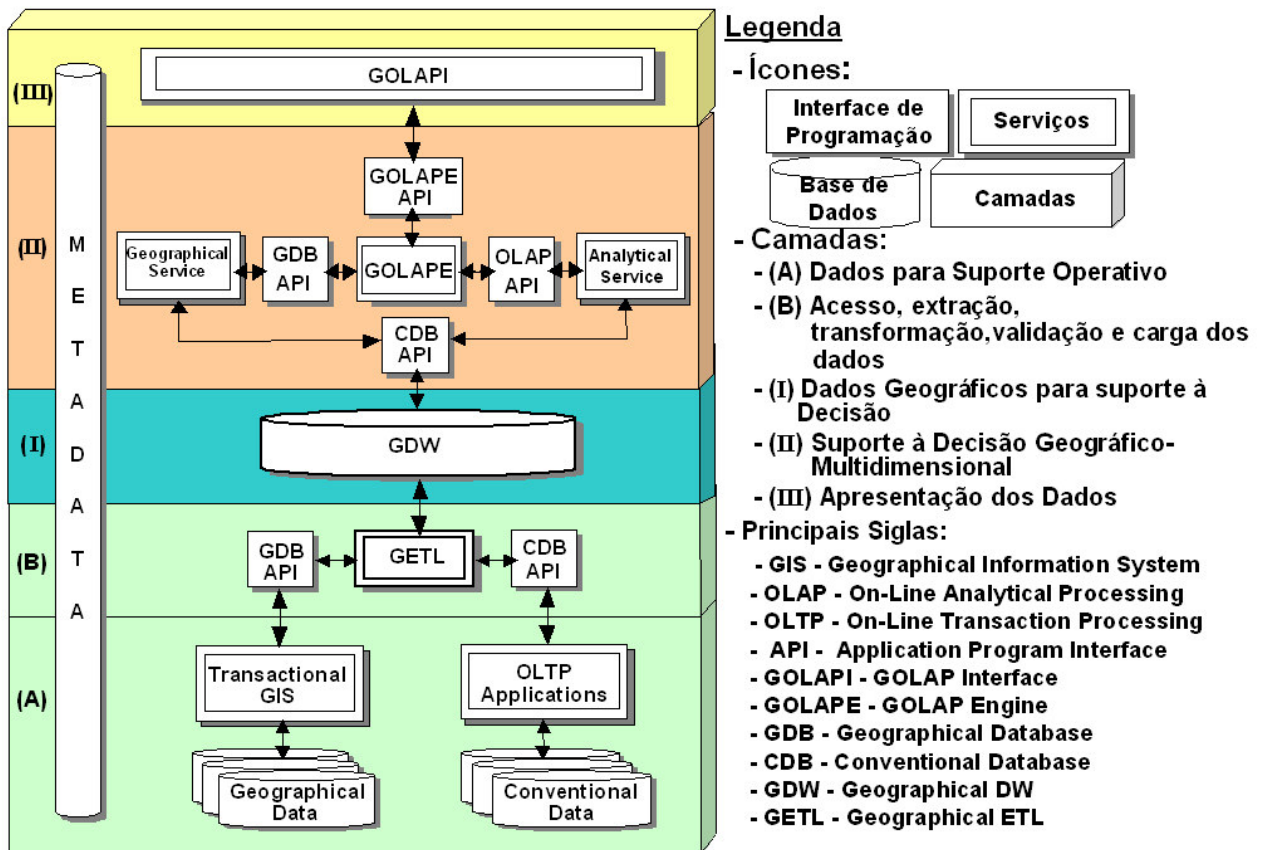 (III)
GOLAPI
GOLAPE
API
(II)
Geographical
Service
GDB
API
GOLAPE
OLAP
API
Analytical
Service
CDB
API
(I)
GDW
(B)
GDB
API
GETL
CDB
API
(A)
Transactional
GIS
OLTP
Applications
Geographical
Data
Conventional
Data
METADATA
Legenda
- Ícones:
Interface de
Programação
Serviços
Base de
Dados
Camadas
- Camadas:
- (A) Dados para Suporte Operativo
- (B) Acesso, extração,
transformação,validação e carga dos
dados
- (I) Dados Geográficos para suporte à
Decisão
- (II) Suporte à Decisão Geográfico-
Multidimensional
- (III) Apresentação dos Dados
- Principais Siglas:
- GIS - Geographical Information System
- OLAP - On-Line Analytical Processing
- OLTP - On-Line Transaction Processing
- API - Application Program Interface
- GOLAPI - GOLAP Interface
- GOLAPE - GOLAP Engine
- GDB - Geographical Database
- CDB - Conventional Database
- GDW - Geographical DW
- GETL - Geographical ETL